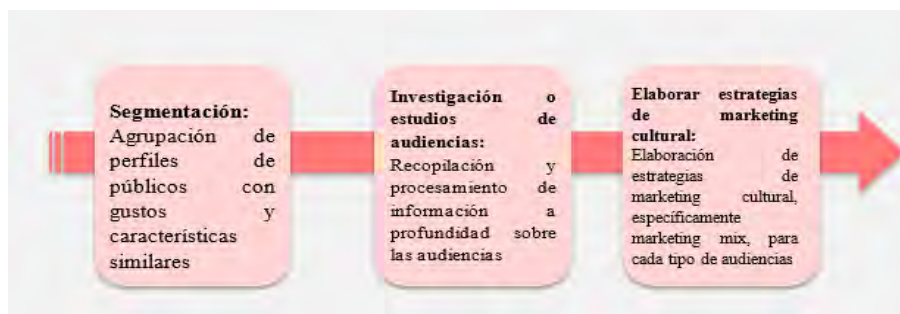 Segmentación:
Agrupación de
perfiles de
públicos con
gustos y
características
similares
Investigación o
estudios de
audiencias:
Recopilación y
procesamiento de
información a
profundidad sobre
las audiencias
Elaborar estrategias
de marketing
cultural:
Elaboración de
estrategias de
marketing cultural,
específicamente
marketing mix, para
cada tipo de audiencias